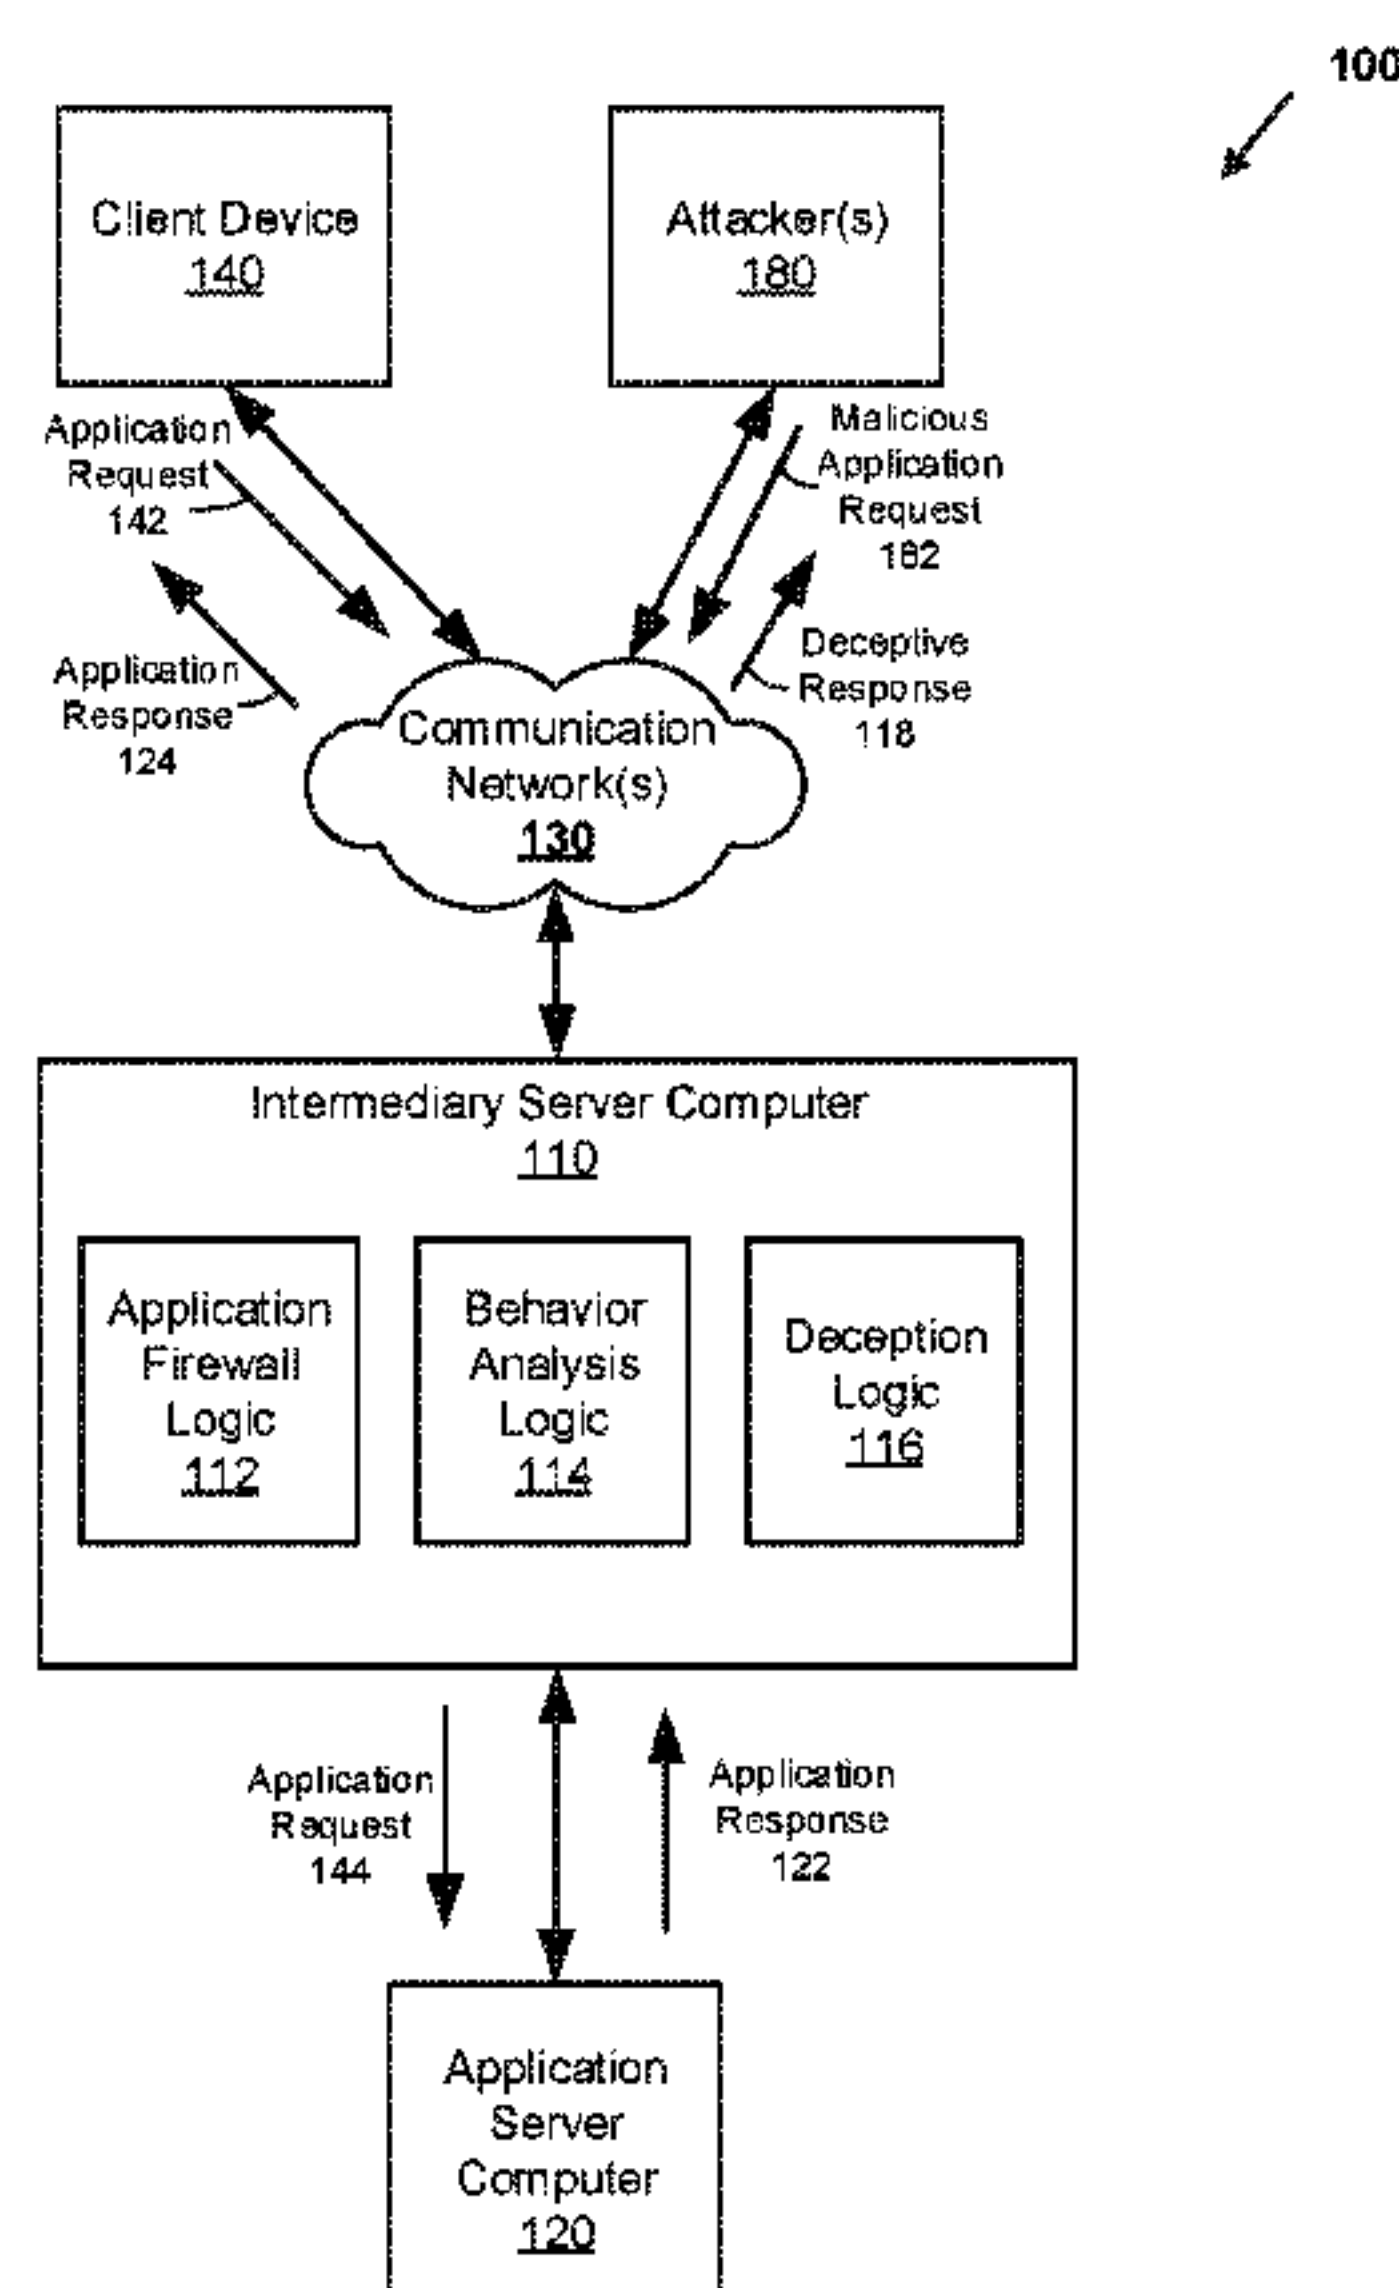 100
Client Device
140
Attacker(s)
180
Application
Request
142
Malicious
Application
Request
182
Application
Response
124
Deceptive
Response
118
Communication
Network(s)
130
Intermediary Server Computer
110
Application
Firewall
Logic
112
Behavior
Analysis
Logic
114
Deception
Logic
116
Application
Request
144
Application
Response
122
Application
Server
Computer
120